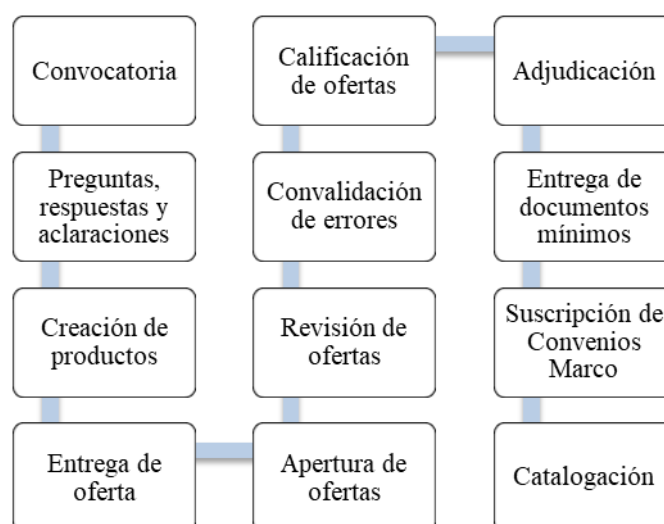 Convocatoria
Preguntas,
respuestas y
aclaraciones
Creación de
productos
Entrega de
oferta
Apertura de
ofertas
Revisión de
ofertas
Convalidación
de errores
Calificación
de ofertas
Adjudicación
Entrega de
documentos
mínimos
Suscripción de
Convenios
Marco
Catalogación